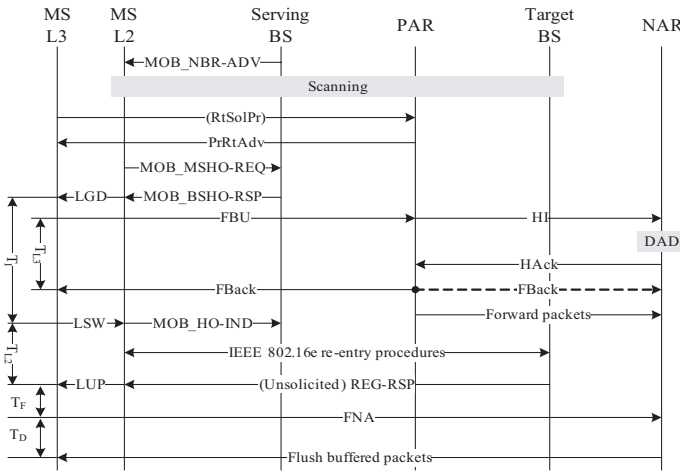 MS
L3
MS
L2
Serving
BS
PAR
Target
BS
NAR
MOB_NBR-ADV
Scanning
(RtSolPr)
PrRtAdv
MOB_MSHO-REQ
LGD
MOB_BSHO-RSP
FBU
HI
DAD
HAck
FBack
FBack
Forward packets
T_I
T_L3
LSW
MOB_HO-IND
IEEE 802.16e re-entry procedures
T_L2
LUP
(Unsolicited) REG-RSP
T_F
FNA
T_D
Flush buffered packets